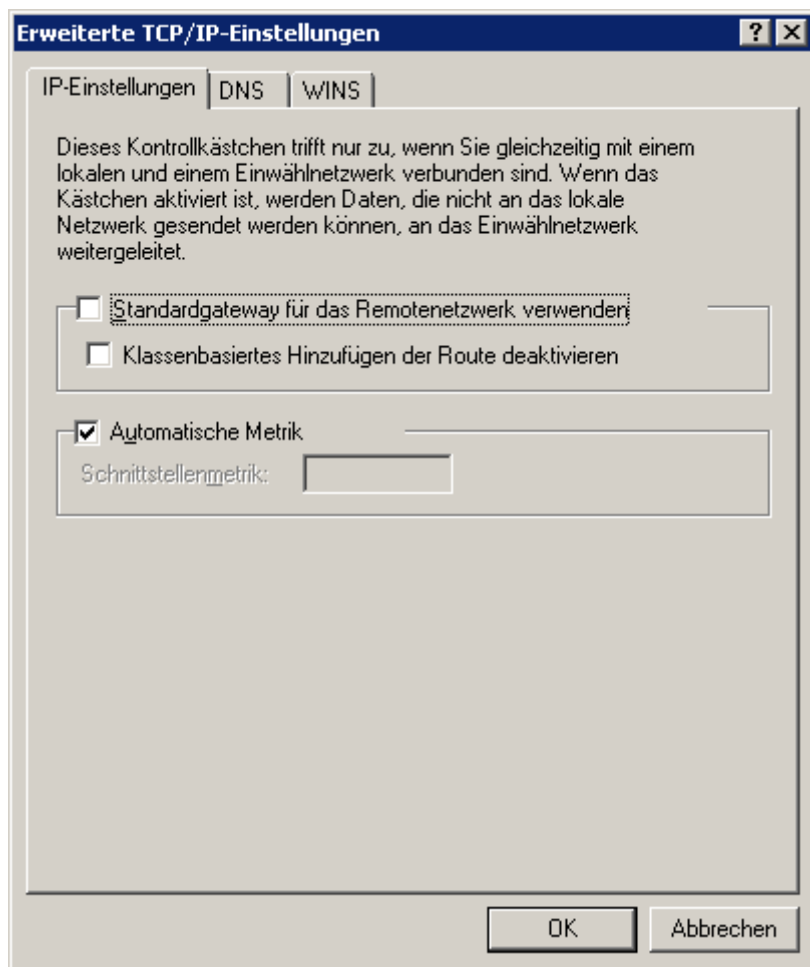 Erweiterte TCP/IP-Einstellungen
IP-Einstellungen DNS WINS
Dieses Kontrollkästchen trifft nur zu, wenn Sie gleichzeitig mit einem
lokalen und einem Einwählnetzwerk verbunden sind. Wenn das
Kästchen aktiviert ist, werden Daten, die nicht an das lokale
Netzwerk gesendet werden können, an das Einwählnetzwerk
weitergeleitet.
Standardgateway für das Remotenetzwerk verwenden
Klassenbasiertes Hinzufügen der Route deaktivieren
Automatische Metrik
Schnittstellenmetrik:
OK Abbrechen